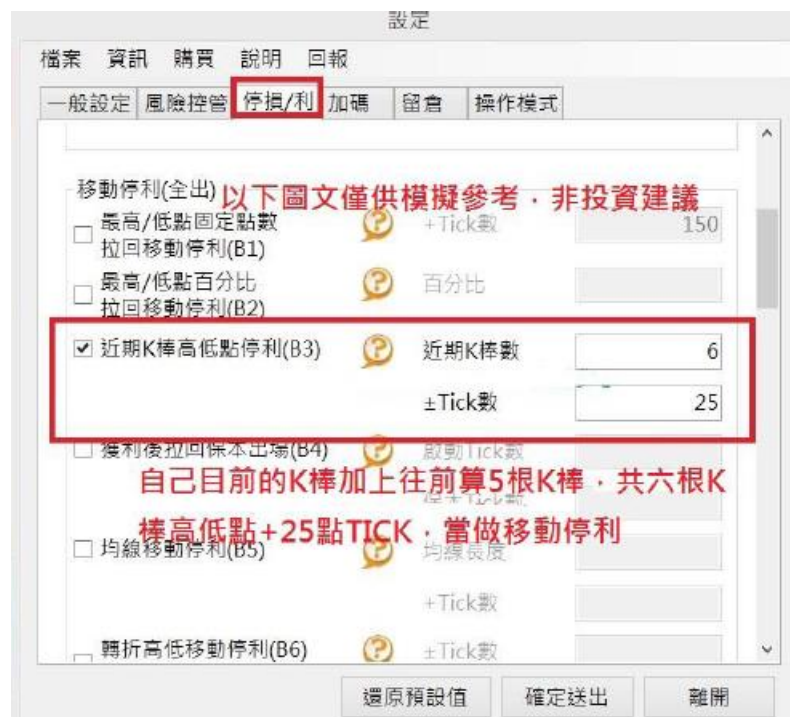 設定
檔案 資訊 購買 說明 回報
一般設定 風險控管 停損/利 加碼 留倉 操作模式
移動停利(全出)
以下圖文僅供模擬參考，非投資建議
最高/低點固定點數
拉回移動停利(B1)
+Tick數
150
最高/低點百分比
拉回移動停利(B2)
百分比
近期K棒高低點停利(B3)
近期K棒數
6
±Tick數
25
獲利後拉回保本出場(B4)
啟動Tick數
自己目前的K棒加上往前算5根K棒，共六根K
棒高低點+25點TICK，當做移動停利
均線移動停利(B5)
均線長度
+Tick數
轉折高低移動停利(B6)
±Tick數
還原預設值 確定送出 離開